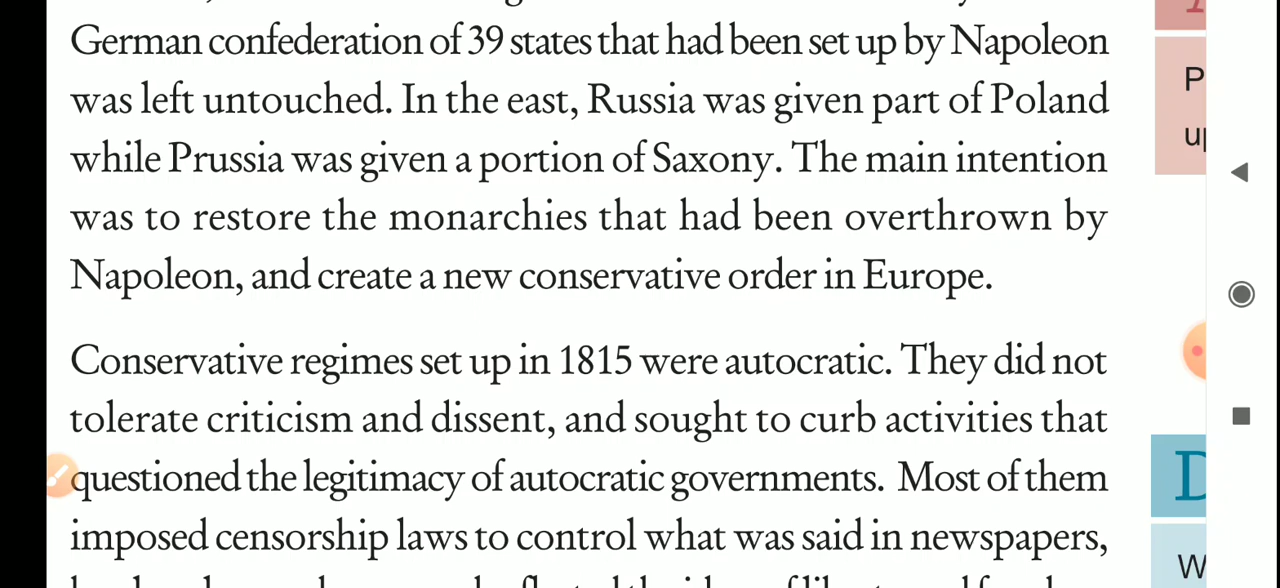 German confederation of 39 states that had been set up by Napoleon
was left untouched. In the east, Russia was given part of Poland
while Prussia was given a portion of Saxony. The main intention
was to restore the monarchies that had been overthrown by
Napoleon, and create a new conservative order in Europe.
Conservative regimes set up in 1815 were autocratic. They did not
tolerate criticism and dissent, and sought to curb activities that
questioned the legitimacy of autocratic governments. Most of them
imposed censorship laws to control what was said in newspapers,
P
D
W